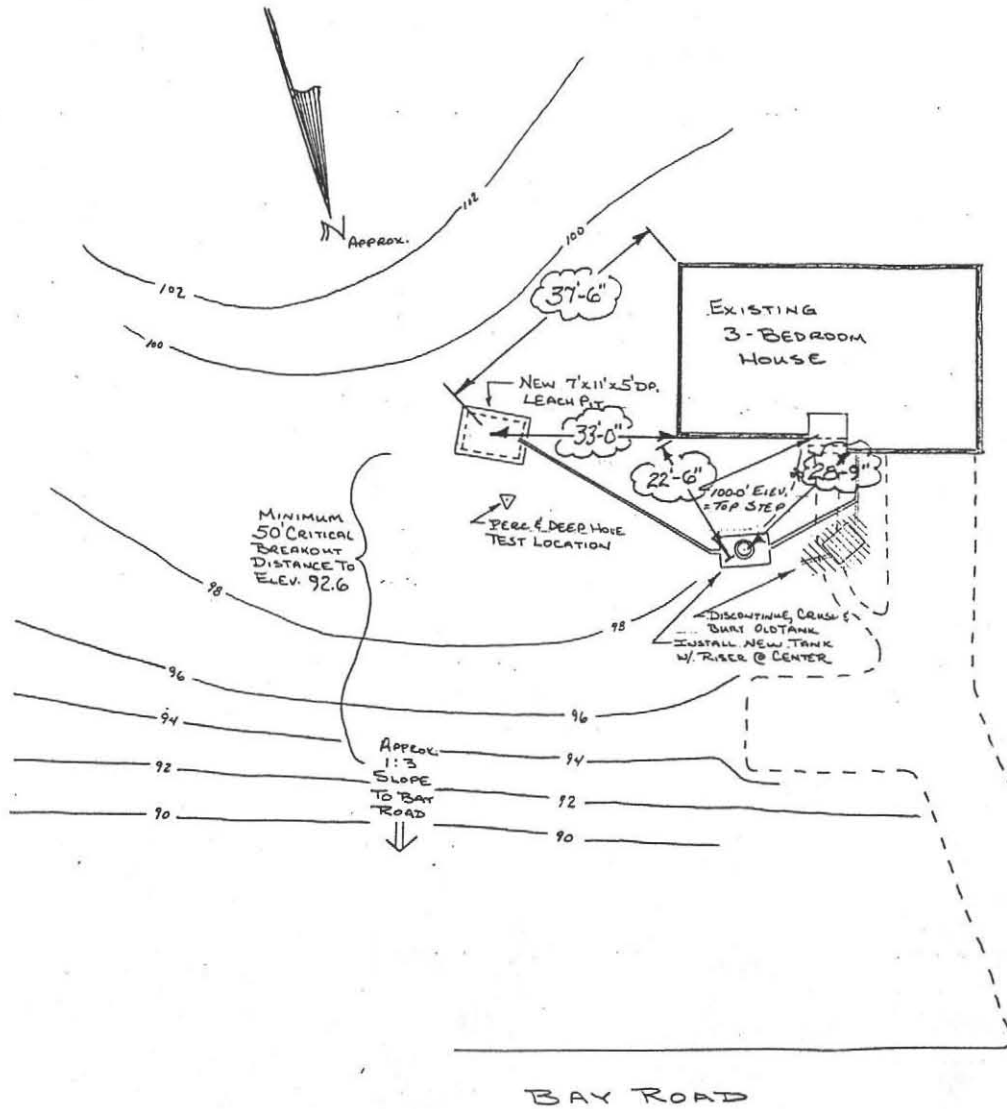 N APPROX.
102
102
100
100
37'-6"
EXISTING
3-BEDROOM
HOUSE
NEW 7'x11'x5' DP.
LEACH PIT
33'-0"
22'-6"
28'-9"
100.0' ELEV.
= TOP STEP
PERC & DEEP HOLE
TEST LOCATION
MINIMUM
50' CRITICAL
BREAKOUT
DISTANCE TO
ELEV. 92.6
98
98
DISCONTINUE, CRUSH &
BURY OLD TANK
INSTALL NEW TANK
W/ RISER @ CENTER
96
96
94
94
APPROX.
1:3
SLOPE
TO BAY
ROAD
92
92
90
90
BAY ROAD